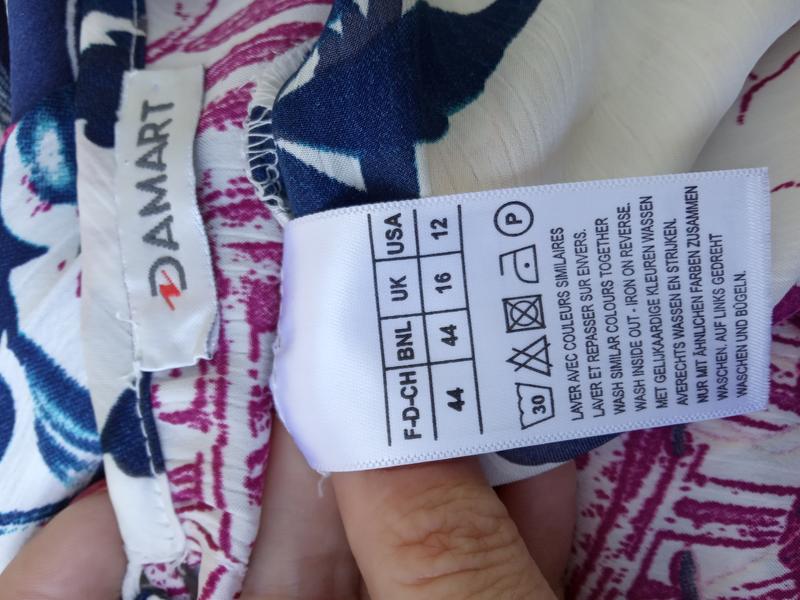 DAMART
F-D-CH BNL UK USA
44 44 16 12
30 P
LAVER AVEC COULEURS SIMILAIRES
LAVER ET REPASSER SUR ENVERS.
WASH SIMILAR COLOURS TOGETHER
WASH INSIDE OUT - IRON ON REVERSE.
MET GELIJKAARDIGE KLEUREN WASSEN
AVERECHTS WASSEN EN STRIJKEN.
NUR MIT ÄHNLICHEN FARBEN ZUSAMMEN
WASCHEN. AUF LINKS GEDREHT
WASCHEN UND BÜGELN.